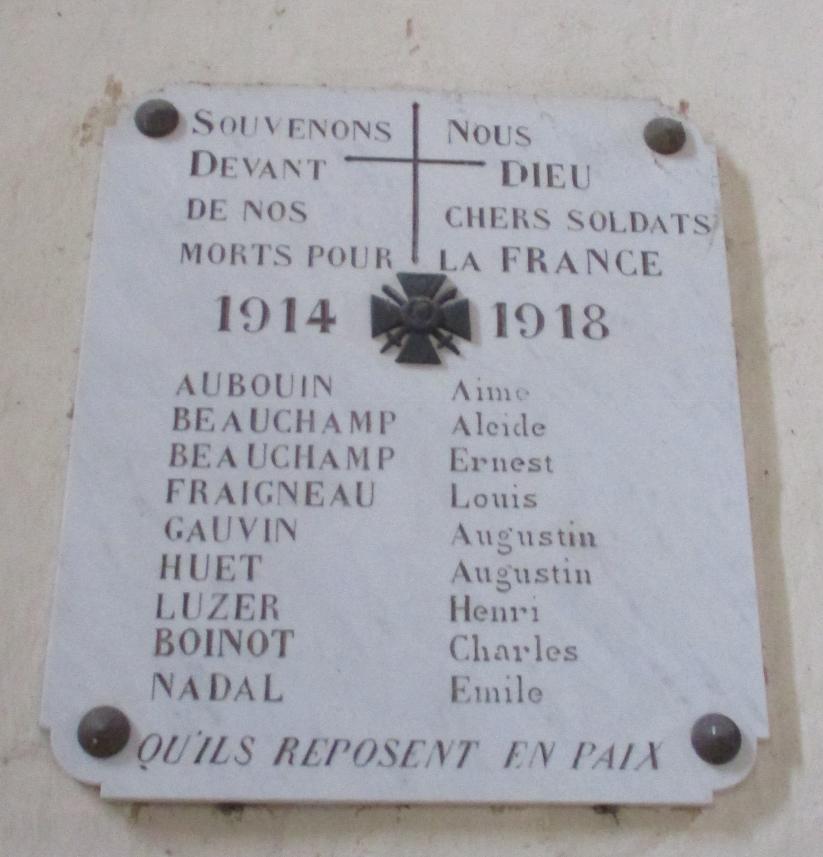 SOUVENONS NOUS
DEVANT DIEU
DE NOS CHERS SOLDATS
MORTS POUR LA FRANCE
1914 1918
AUBOUIN Aime
BEAUCHAMP Alcide
BEAUCHAMP Ernest
FRAIGNEAU Louis
GAUVIN Augustin
HUET Augustin
LUZER Henri
BOINOT Charles
NADAL Emile
QU'ILS REPOSENT EN PAIX